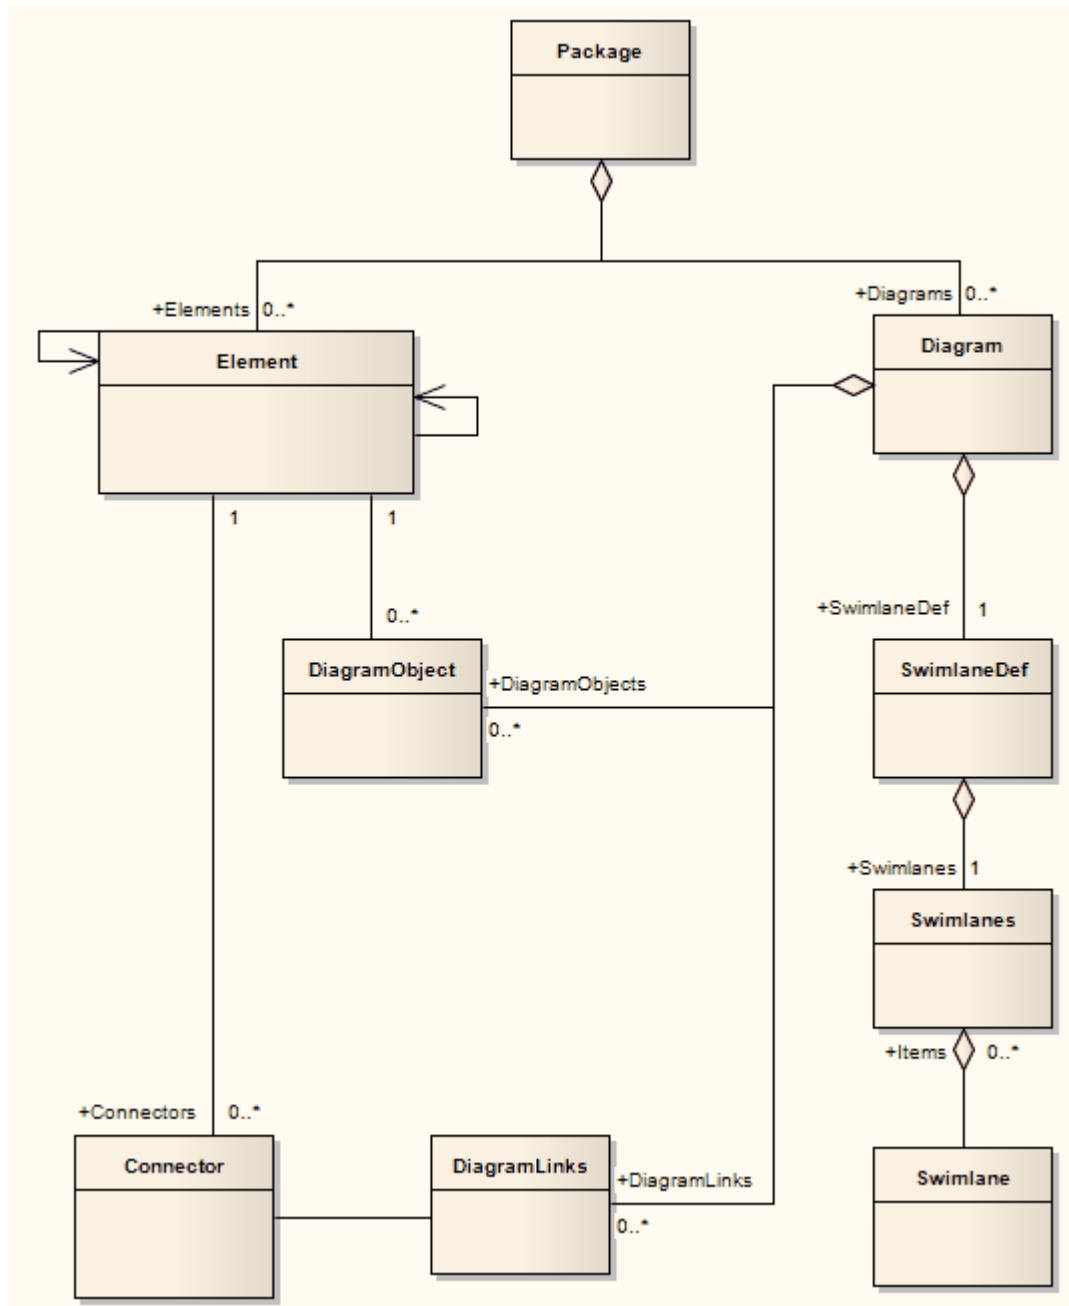 Package
+Elements 0..*
+Diagrams 0..*
Element
Diagram
1
1
0..*
+SwimlaneDef 1
DiagramObject
+DiagramObjects
0..*
SwimlaneDef
+Swimlanes 1
Swimlanes
+Items 0..*
+Connectors 0..*
Connector
DiagramLinks
+DiagramLinks
0..*
Swimlane